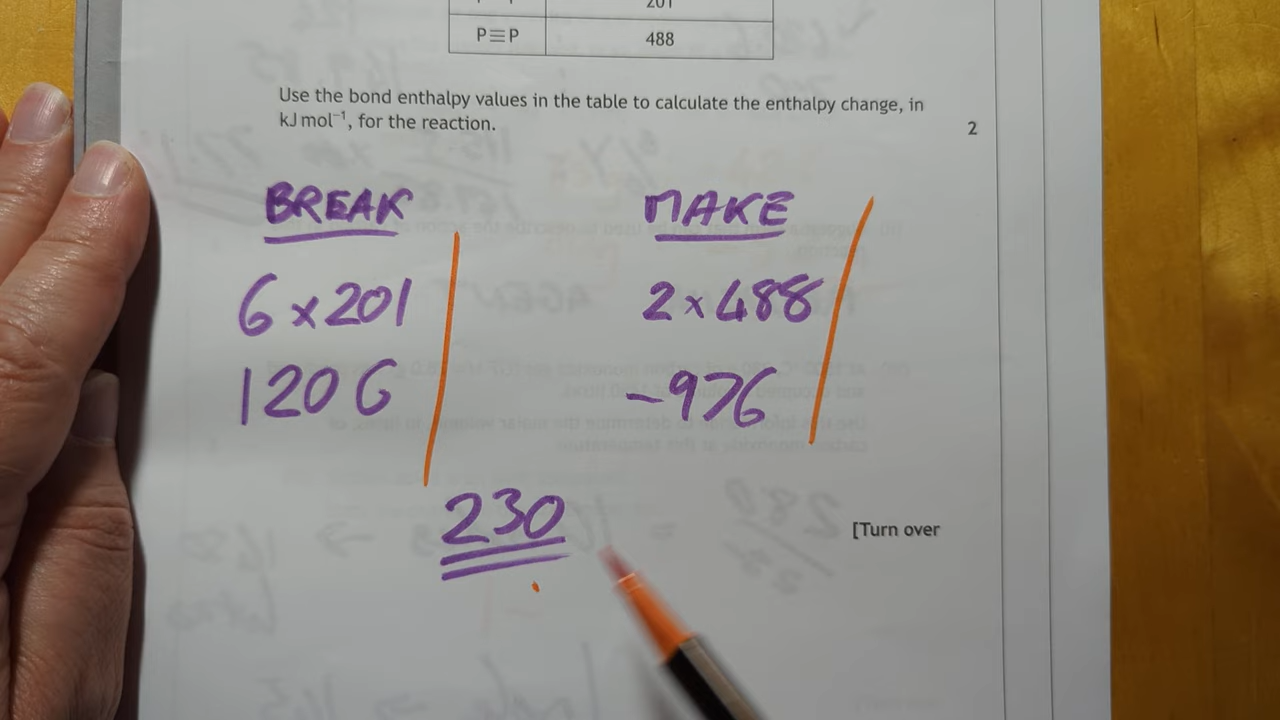 201
P≡P 488
Use the bond enthalpy values in the table to calculate the enthalpy change, in
kJ mol⁻¹, for the reaction.
2
BREAK MAKE
6 x 201 2 x 488
1206 -976
230
[Turn over